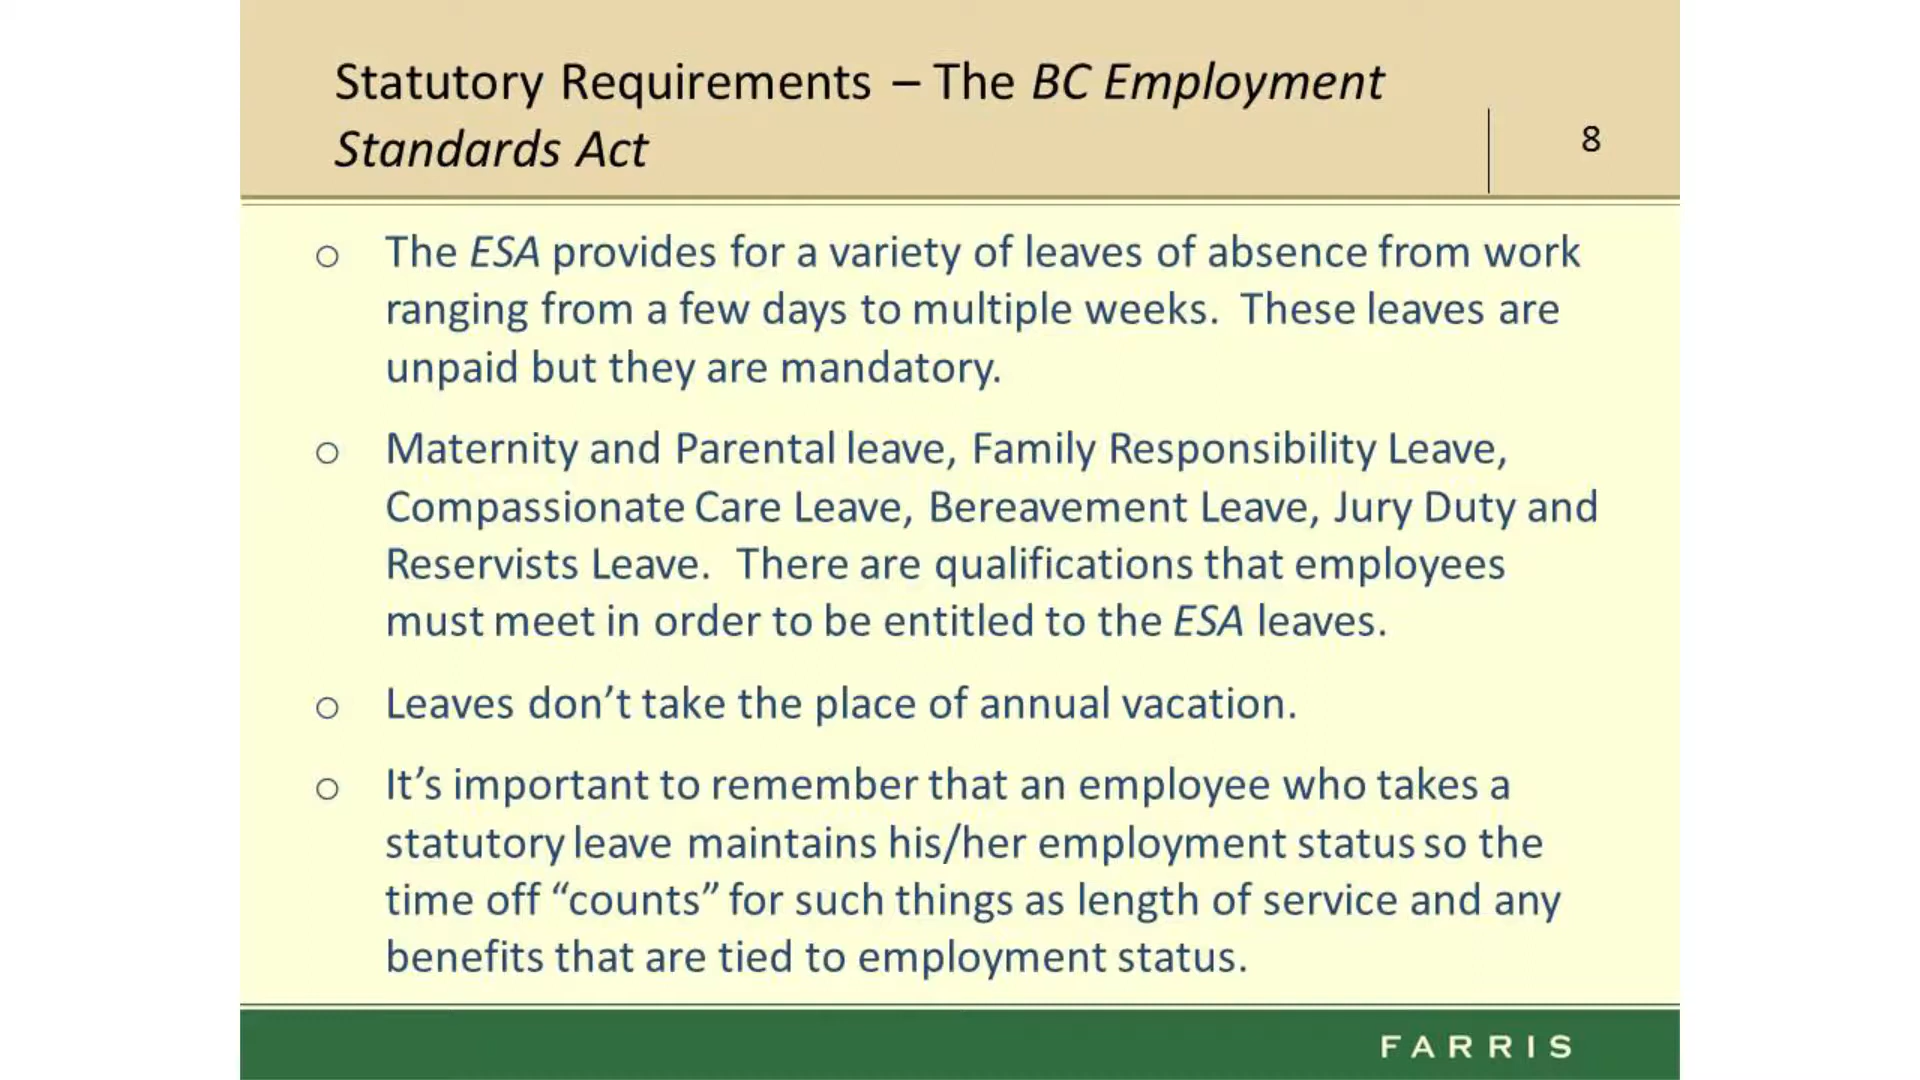 Statutory Requirements – The BC Employment
Standards Act
8
o The ESA provides for a variety of leaves of absence from work
ranging from a few days to multiple weeks.  These leaves are
unpaid but they are mandatory.
o Maternity and Parental leave, Family Responsibility Leave,
Compassionate Care Leave, Bereavement Leave, Jury Duty and
Reservists Leave.  There are qualifications that employees
must meet in order to be entitled to the ESA leaves.
o Leaves don’t take the place of annual vacation.
o It’s important to remember that an employee who takes a
statutory leave maintains his/her employment status so the
time off “counts” for such things as length of service and any
benefits that are tied to employment status.
FARRIS